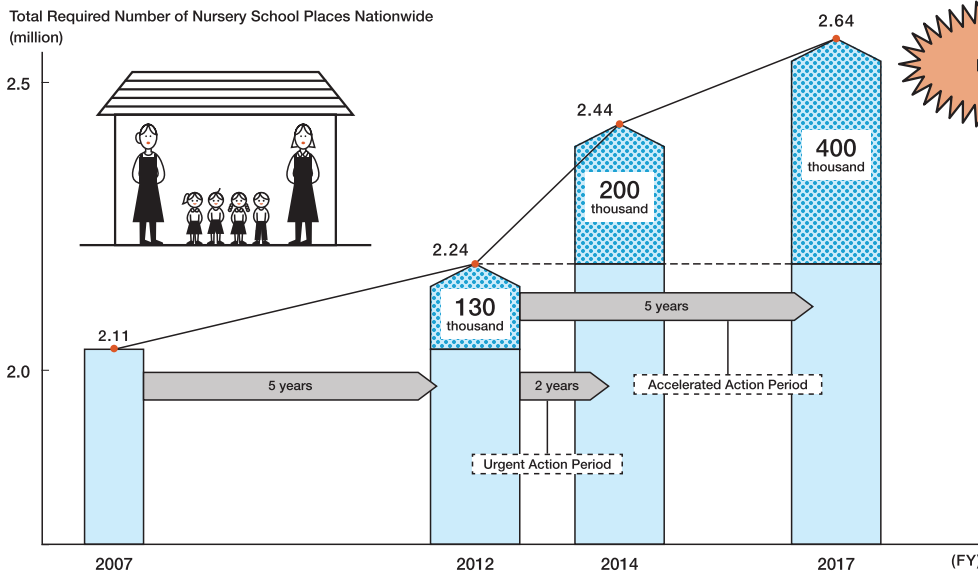 Total Required Number of Nursery School Places Nationwide
(million)
2.64
2.5
2.44
400
thousand
200
thousand
2.24
130
thousand
5 years
2.11
2.0
Accelerated Action Period
5 years
2 years
Urgent Action Period
2007
2012
2014
2017
(FY)